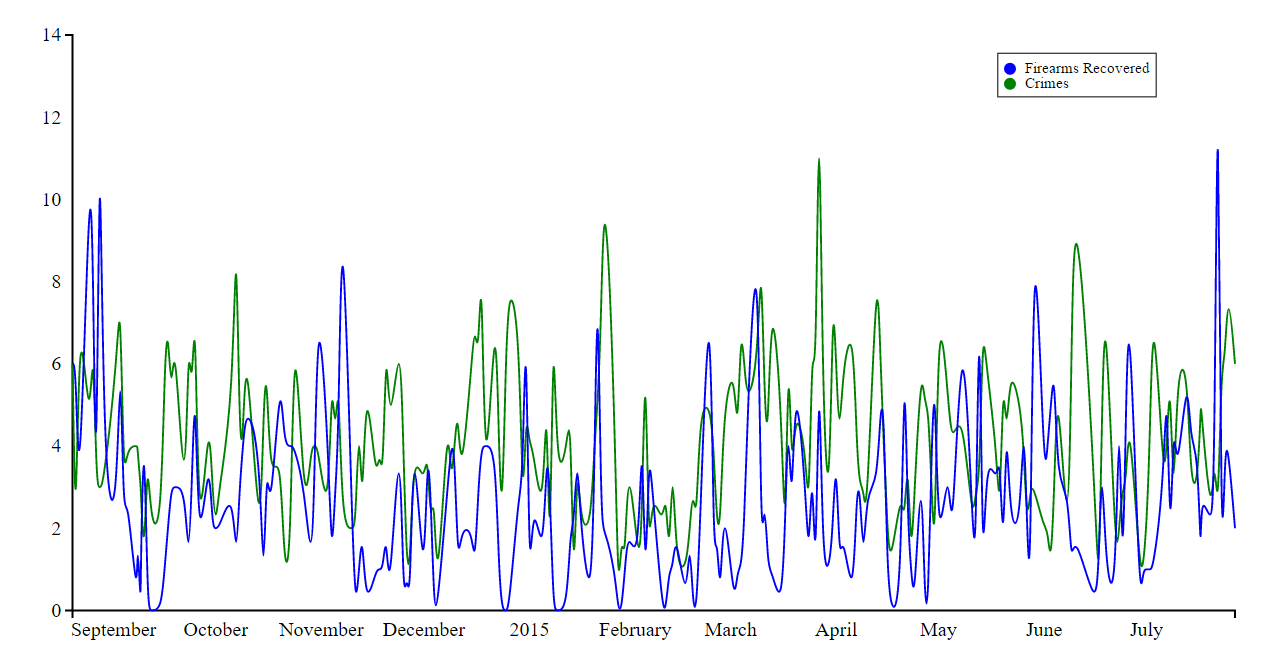 14
12
10
8
6
4
2
0
Firearms Recovered
Crimes
September October November December 2015 February March April May June July